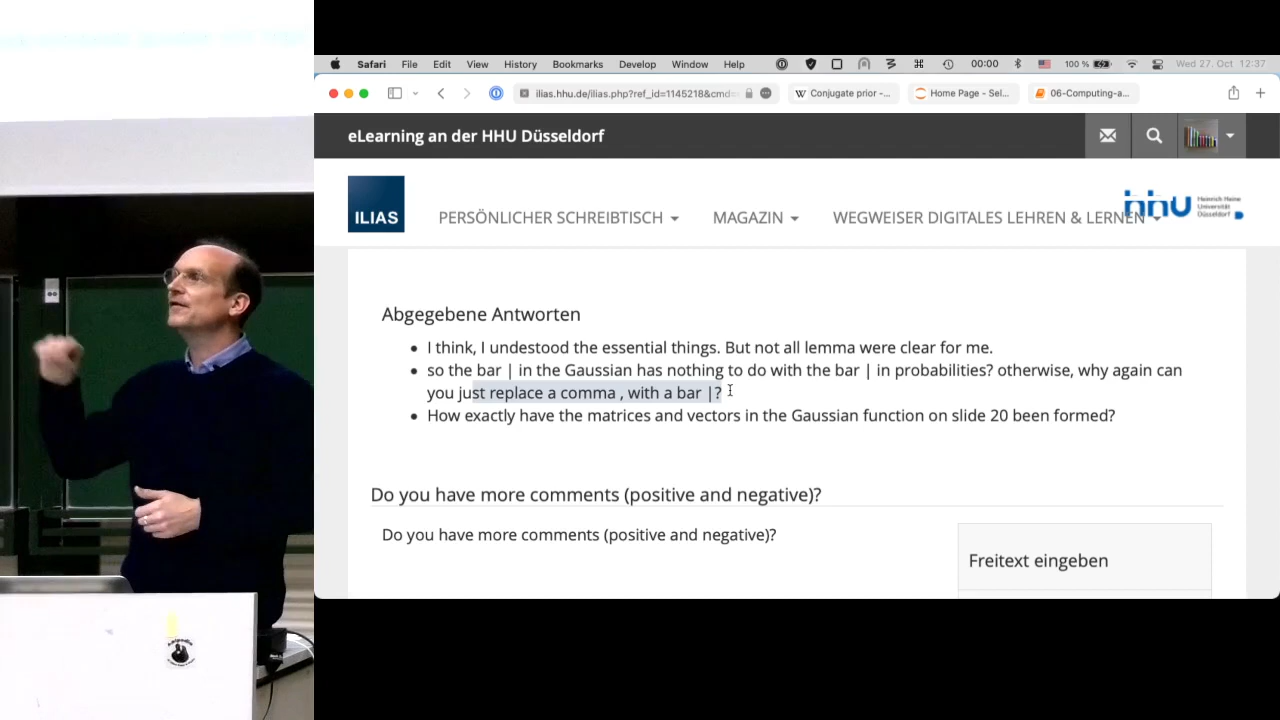 Safari File Edit View History Bookmarks Develop Window Help 00:00 100 % Wed 27. Oct 12:37
ilias.hhu.de/ilias.php?ref_id=1145218&cmd= W Conjugate prior -... Home Page - Sel... 06-Computing-a...
eLearning an der HHU Düsseldorf
ILIAS PERSÖNLICHER SCHREIBTISCH MAGAZIN WEGWEISER DIGITALES LEHREN & LERNEN
hhu Heinrich Heine
Universität
Düsseldorf
Abgegebene Antworten
• I think, I undestood the essential things. But not all lemma were clear for me.
• so the bar | in the Gaussian has nothing to do with the bar | in probabilities? otherwise, why again can
you just replace a comma , with a bar |?
• How exactly have the matrices and vectors in the Gaussian function on slide 20 been formed?
Do you have more comments (positive and negative)?
Do you have more comments (positive and negative)?
Freitext eingeben